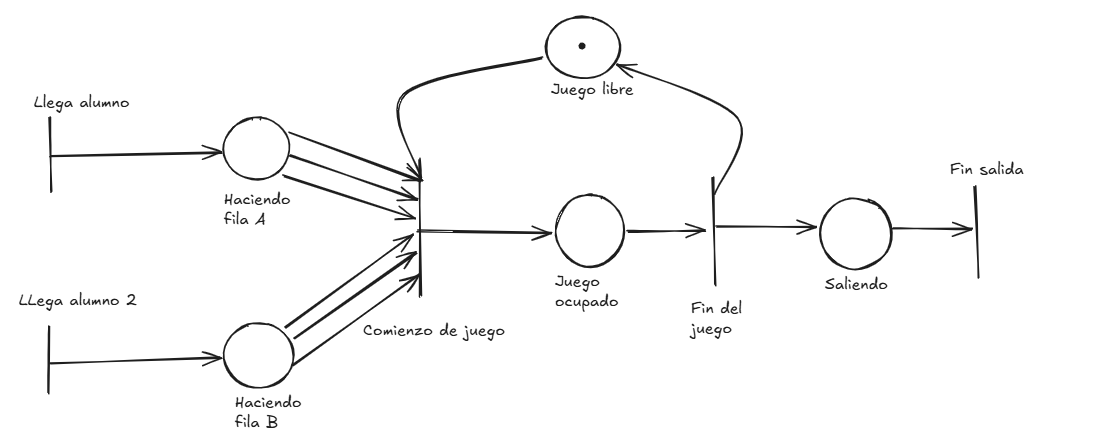 Juego libre
Llega alumno
Fin salida
Haciendo
fila A
Juego
ocupado
Saliendo
LLega alumno 2
Fin del
juego
Comienzo de juego
Haciendo
fila B